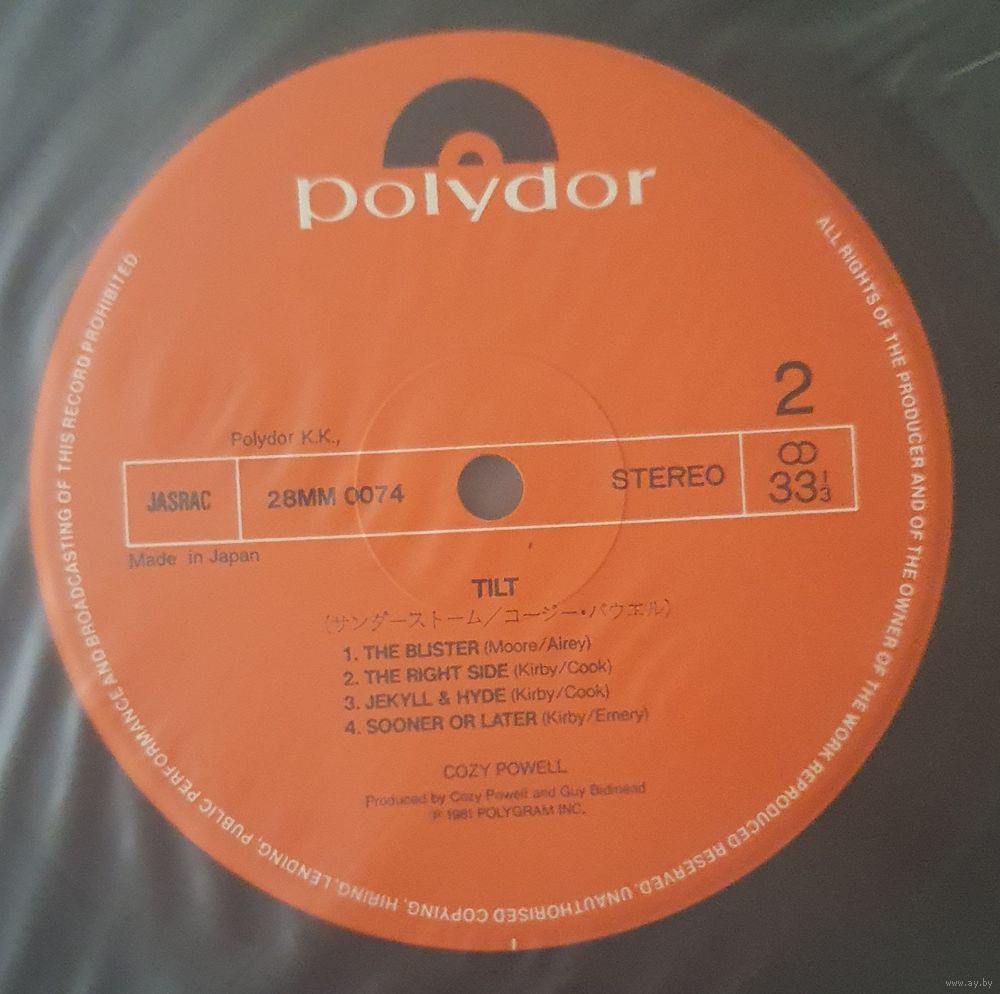 polydor
ALL RIGHTS OF THE PRODUCER AND OF THE OWNER OF THE WORK REPRODUCED RESERVED. UNAUTHORISED COPYING, HIRING, LENDING, PUBLIC PERFORMANCE AND BROADCASTING OF THIS RECORD PROHIBITED
2
Polydor K.K.,
JASRAC 28MM 0074 STEREO 33 1/3
Made in Japan
TILT
(サンダーストーム/コージー・パウエル)
1. THE BLISTER (Moore/Airey)
2. THE RIGHT SIDE (Kirby/Cook)
3. JEKYLL & HYDE (Kirby/Cook)
4. SOONER OR LATER (Kirby/Emery)
COZY POWELL
Produced by Cozy Powell and Guy Bidmead
℗ 1981 POLYGRAM INC.
www.ay.by